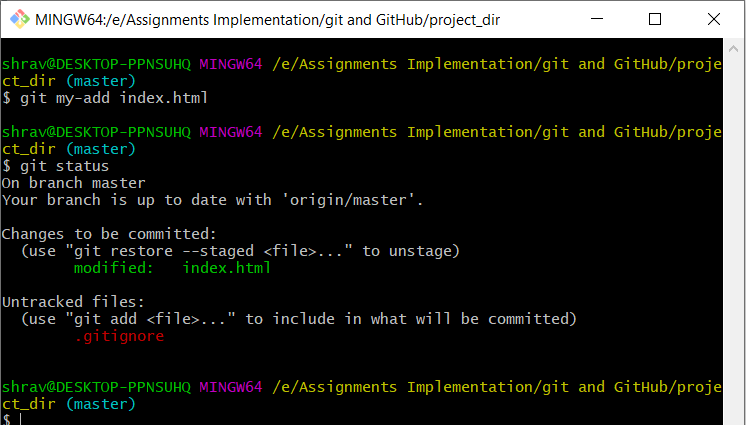 MINGW64:/e/Assignments Implementation/git and GitHub/project_dir
shrav@DESKTOP-PPNSUHQ MINGW64 /e/Assignments Implementation/git and GitHub/proje
ct_dir (master)
$ git my-add index.html
shrav@DESKTOP-PPNSUHQ MINGW64 /e/Assignments Implementation/git and GitHub/proje
ct_dir (master)
$ git status
On branch master
Your branch is up to date with 'origin/master'.
Changes to be committed:
  (use "git restore --staged <file>..." to unstage)
        modified:   index.html
Untracked files:
  (use "git add <file>..." to include in what will be committed)
        .gitignore
shrav@DESKTOP-PPNSUHQ MINGW64 /e/Assignments Implementation/git and GitHub/proje
ct_dir (master)
$